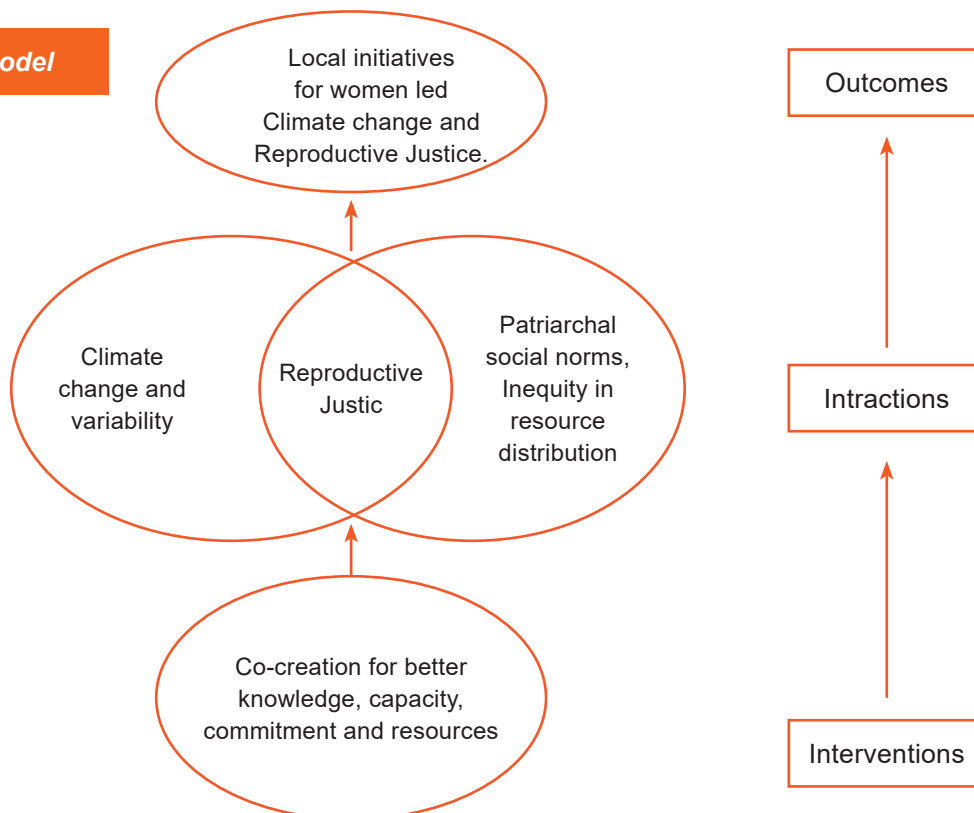 odel
Local initiatives
for women led
Climate change and
Reproductive Justice.
Outcomes
Climate
change and
variability
Reproductive
Justic
Patriarchal
social norms,
Inequity in
resource
distribution
Intractions
Co-creation for better
knowledge, capacity,
commitment and resources
Interventions